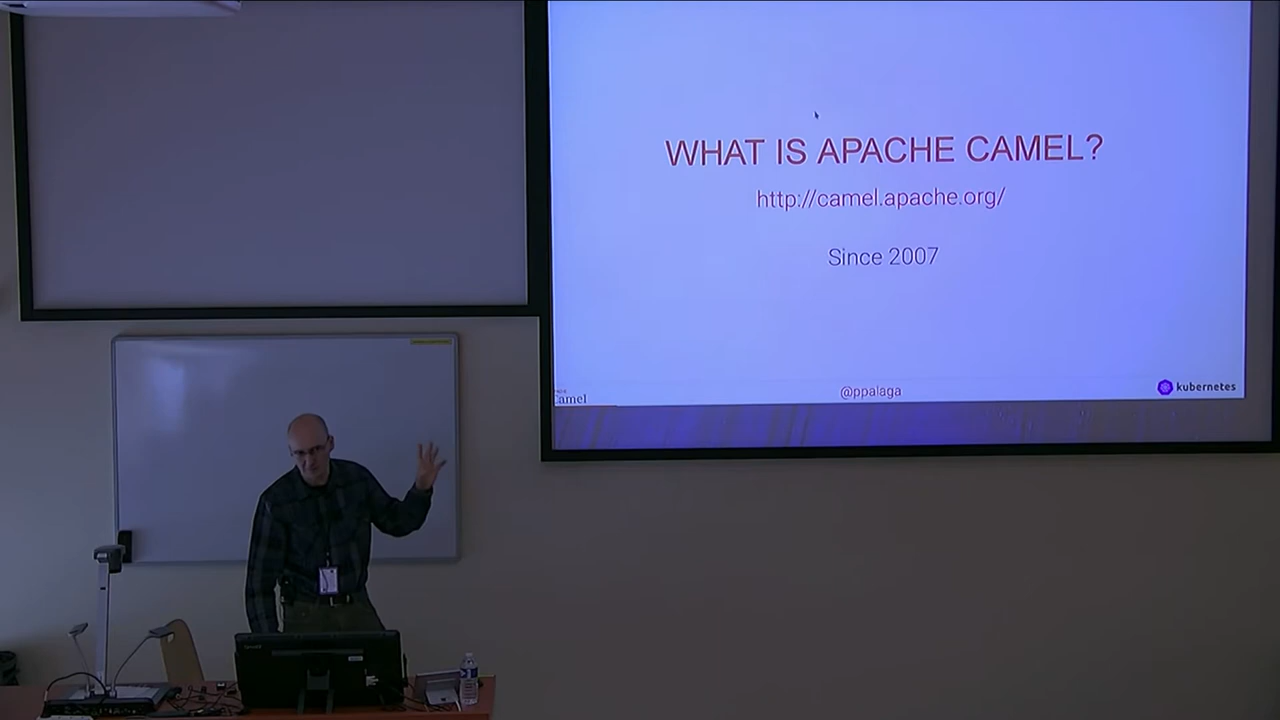 WHAT IS APACHE CAMEL?
http://camel.apache.org/
Since 2007
Camel
@ppalaga
kubernetes